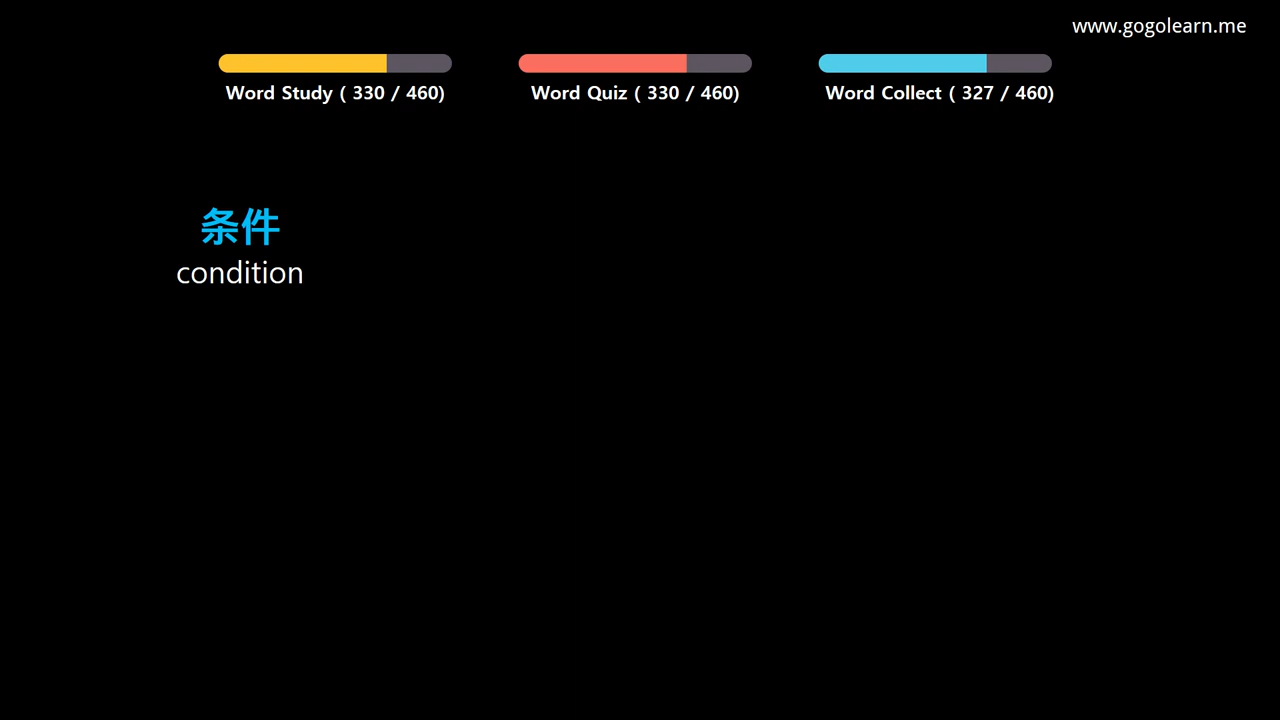 www.gogolearn.me
Word Study ( 330 / 460)
Word Quiz ( 330 / 460)
Word Collect ( 327 / 460)
条件
condition